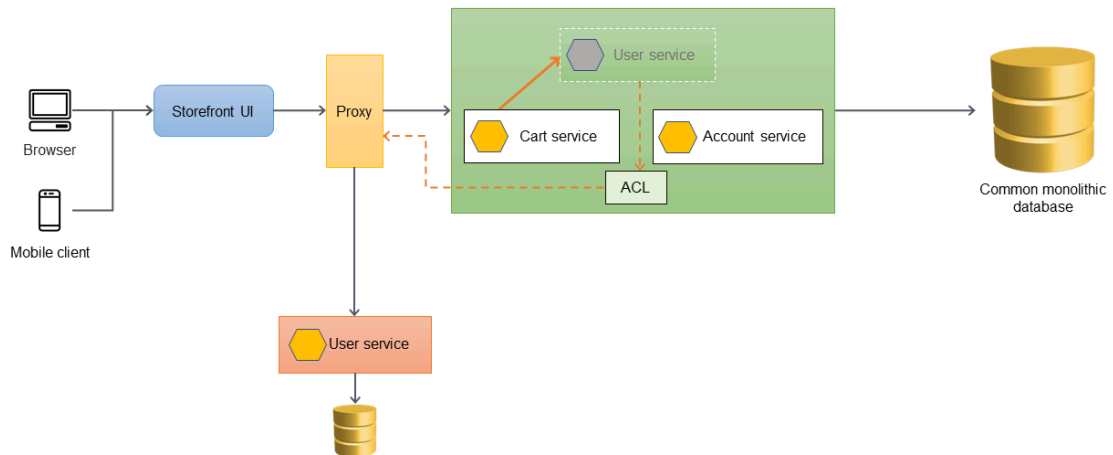 User service
Storefront UI
Proxy
Cart service
Account service
Browser
ACL
Common monolithic
database
Mobile client
User service